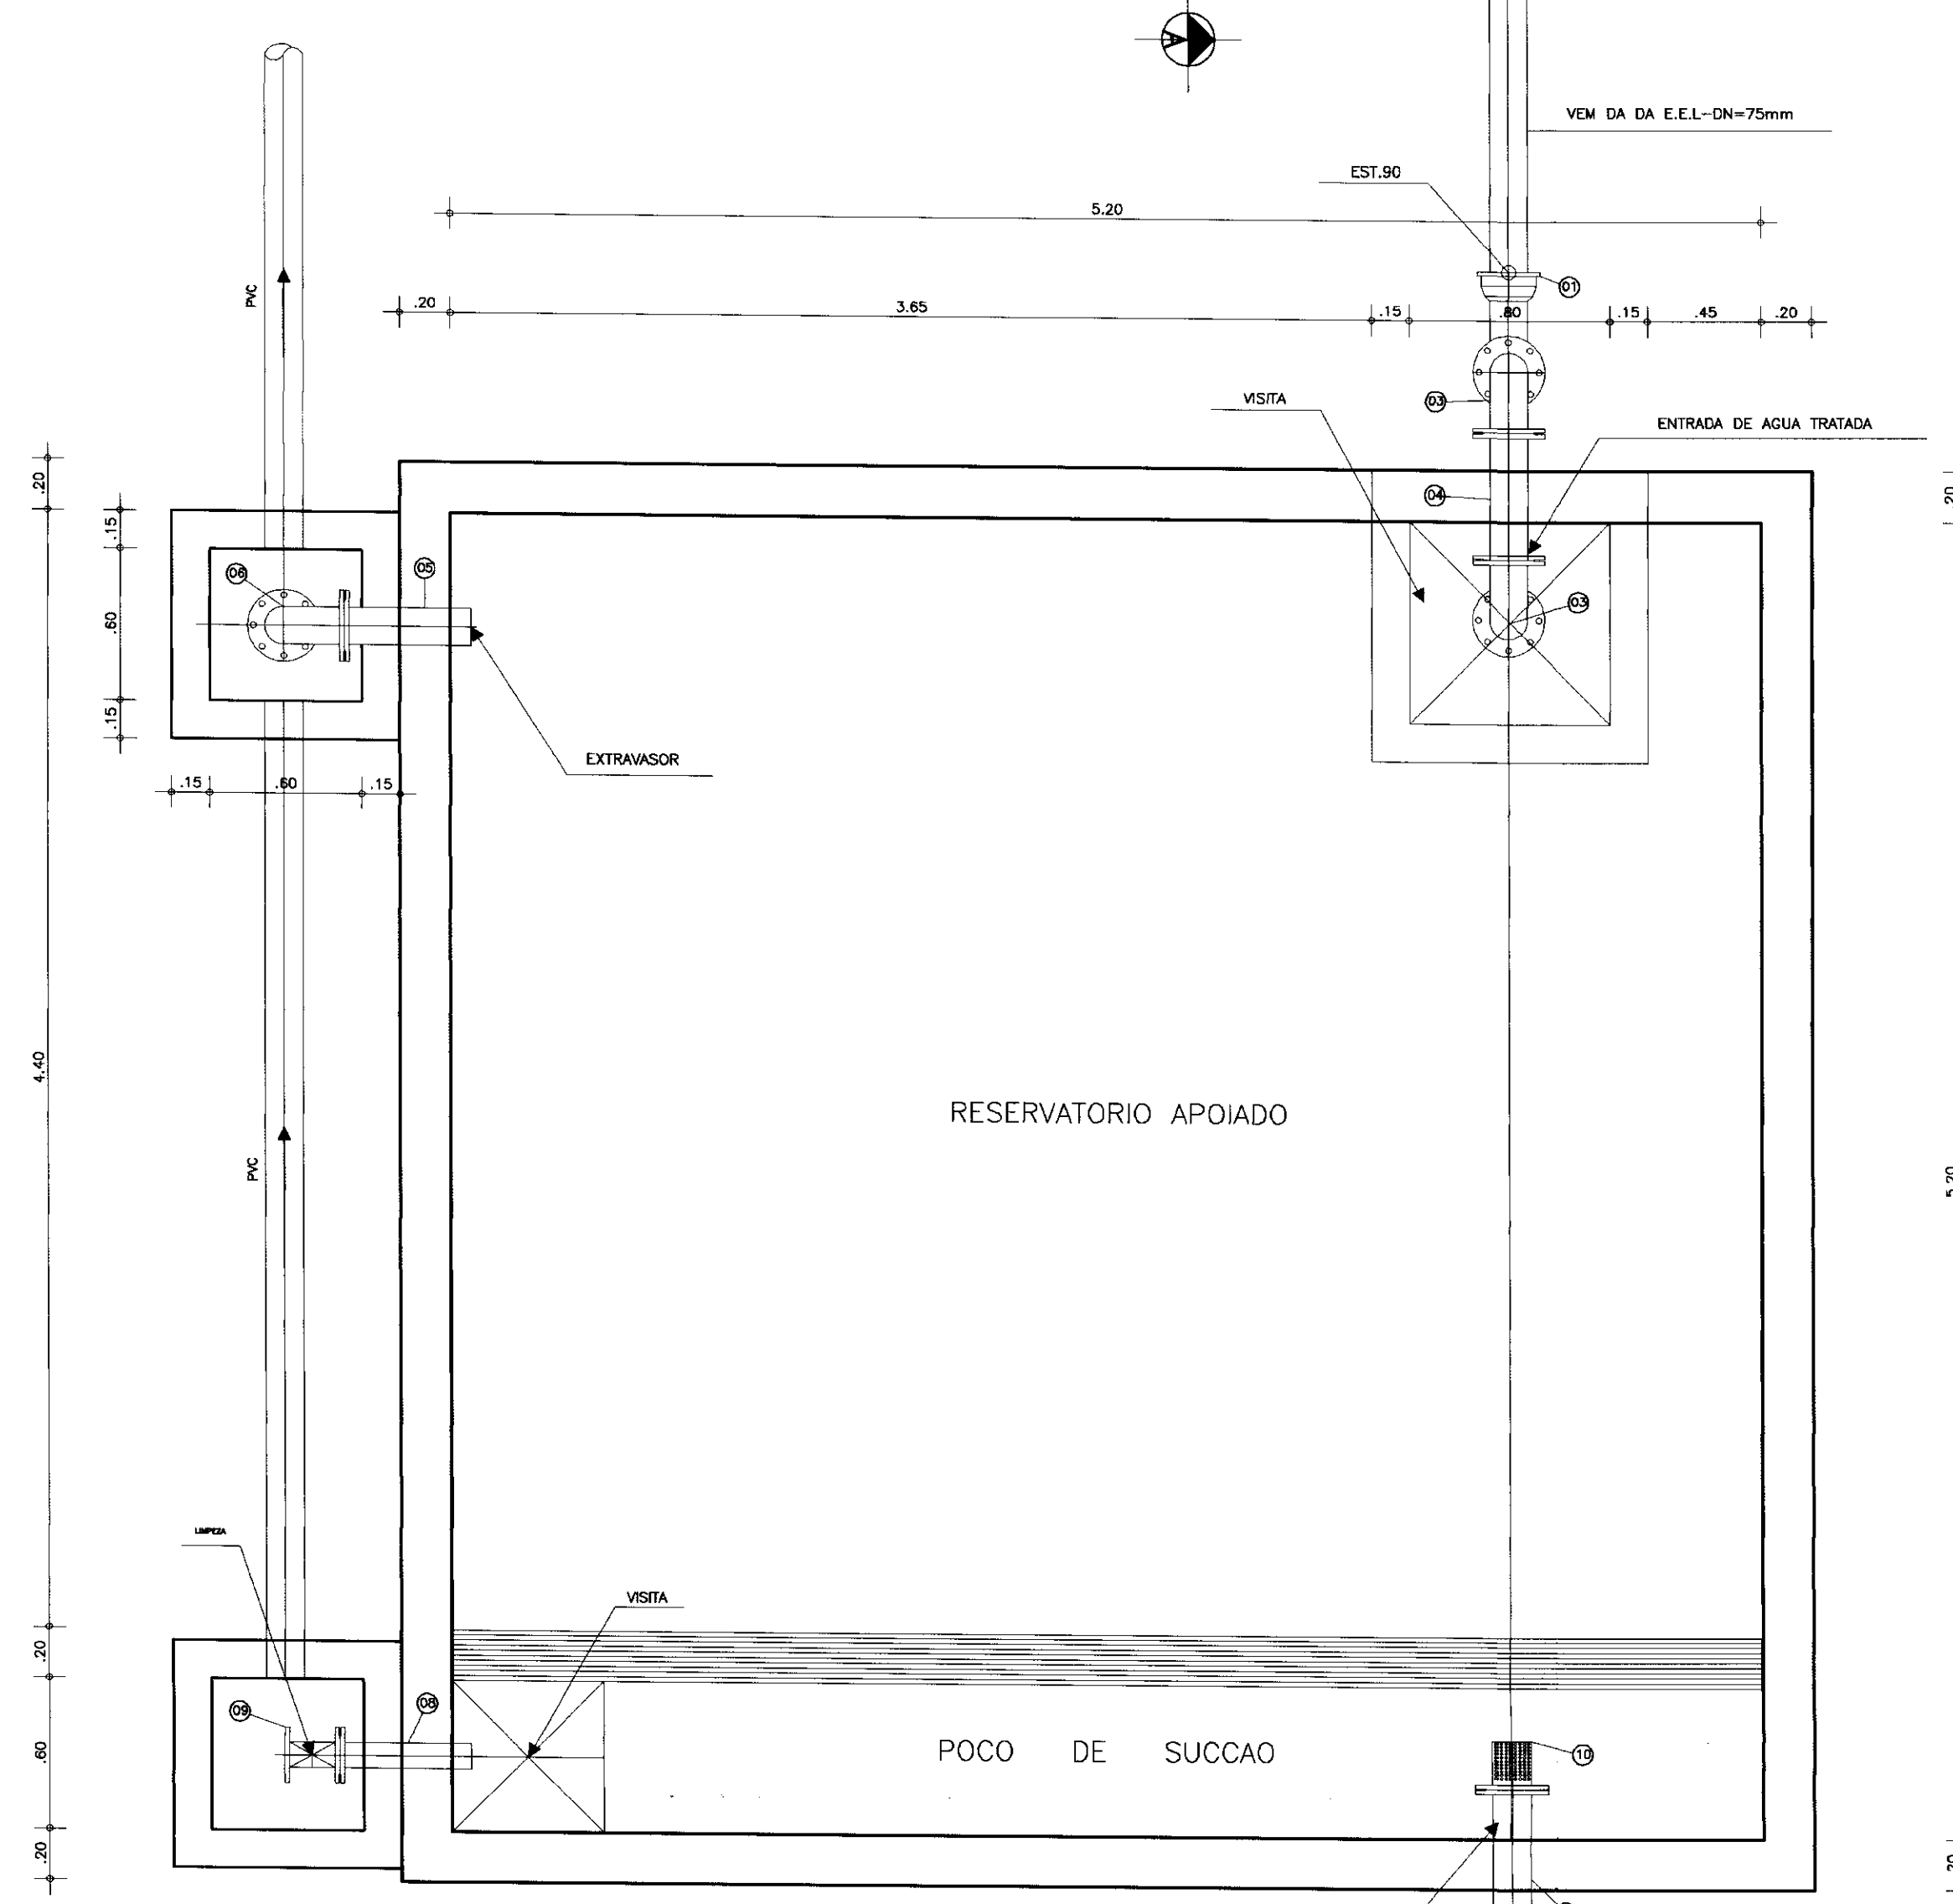 A
VEM DA DA E.E.L-DN=75mm
EST.90
5.20
PVC
01
.20 3.65 .15 .80 .15 .45 .20
03
VISITA
ENTRADA DE AGUA TRATADA
.20
04
.20
.15
05
06
.60
03
.15
EXTRAVASOR
.15 .60 .15
4.40
RESERVATORIO APOIADO
PVC
5.20
LIMPEZA
VISITA
.20
09
08
.60
POCO DE SUCCAO
10
.20
.20